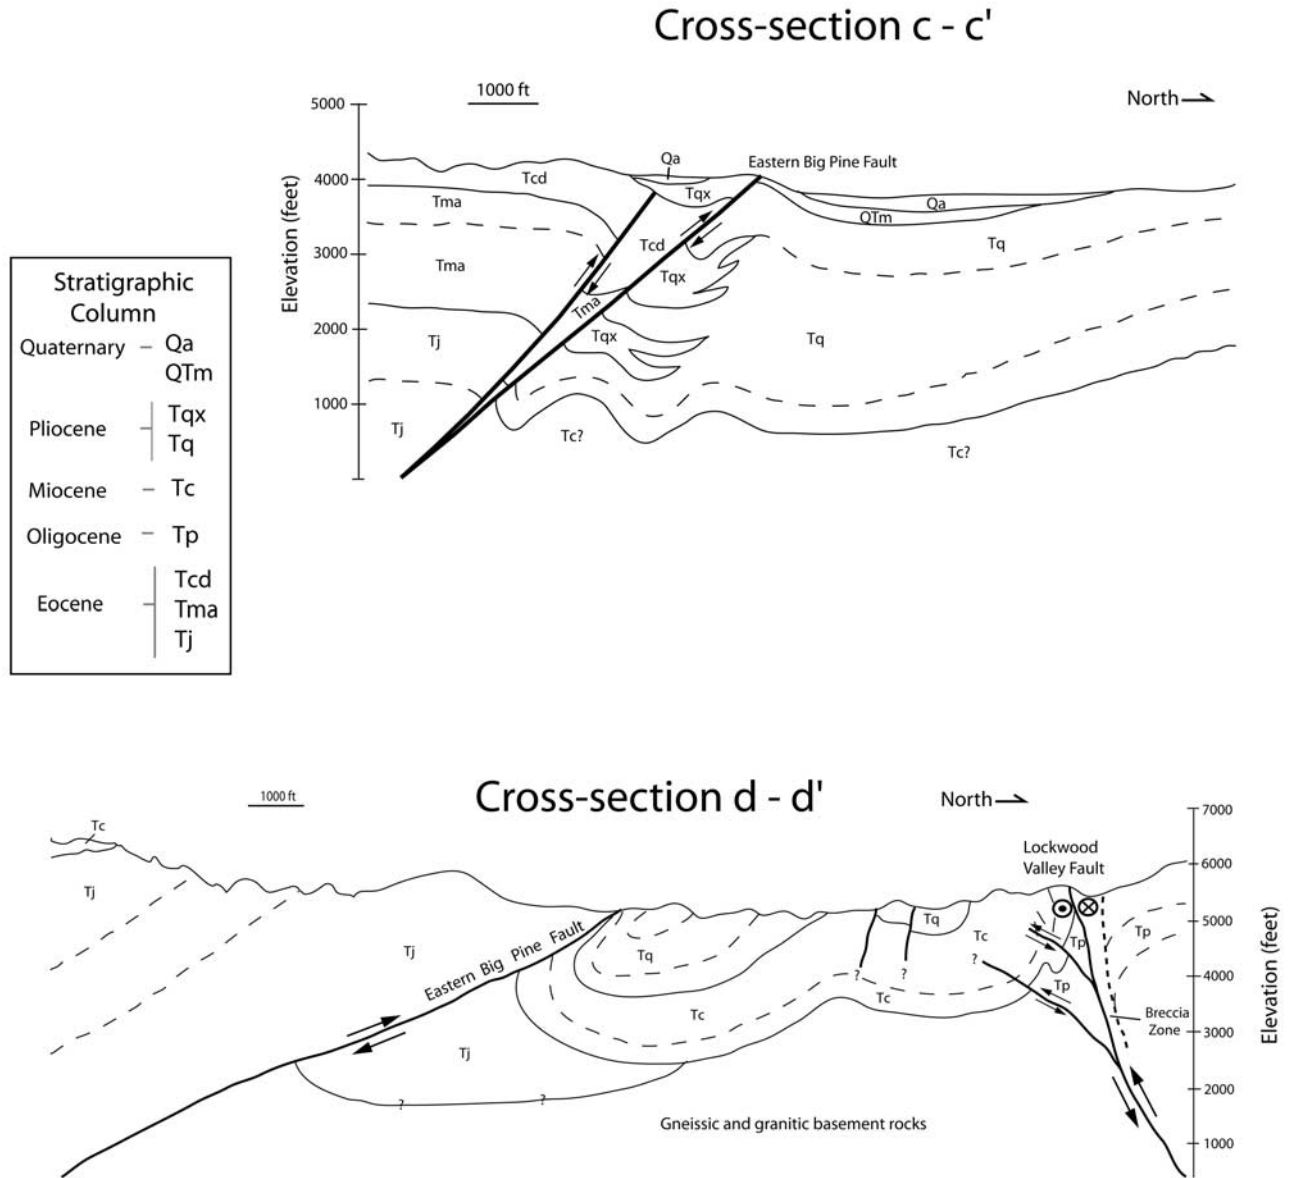 Cross-section c - c'
1000 ft
North
5000
4000
3000
2000
1000
Elevation (feet)
Eastern Big Pine Fault
Qa
Tcd
Tqx
Tma
Qa
QTm
Tcd
Tq
Tma
Tqx
Tma
Tj
Tqx
Tq
Tj
Tc?
Tc?
Stratigraphic
Column
Quaternary
Qa
QTm
Pliocene
Tqx
Tq
Miocene
Tc
Oligocene
Tp
Eocene
Tcd
Tma
Tj
Cross-section d - d'
1000 ft
North
7000
6000
5000
4000
3000
2000
1000
Elevation (feet)
Lockwood
Valley Fault
Tc
Tj
Tj
Eastern Big Pine Fault
Tq
Tq
Tc
Tp
Tp
?
?
?
Tc
Tp
Tc
Breccia
Zone
Tj
?
?
Gneissic and granitic basement rocks